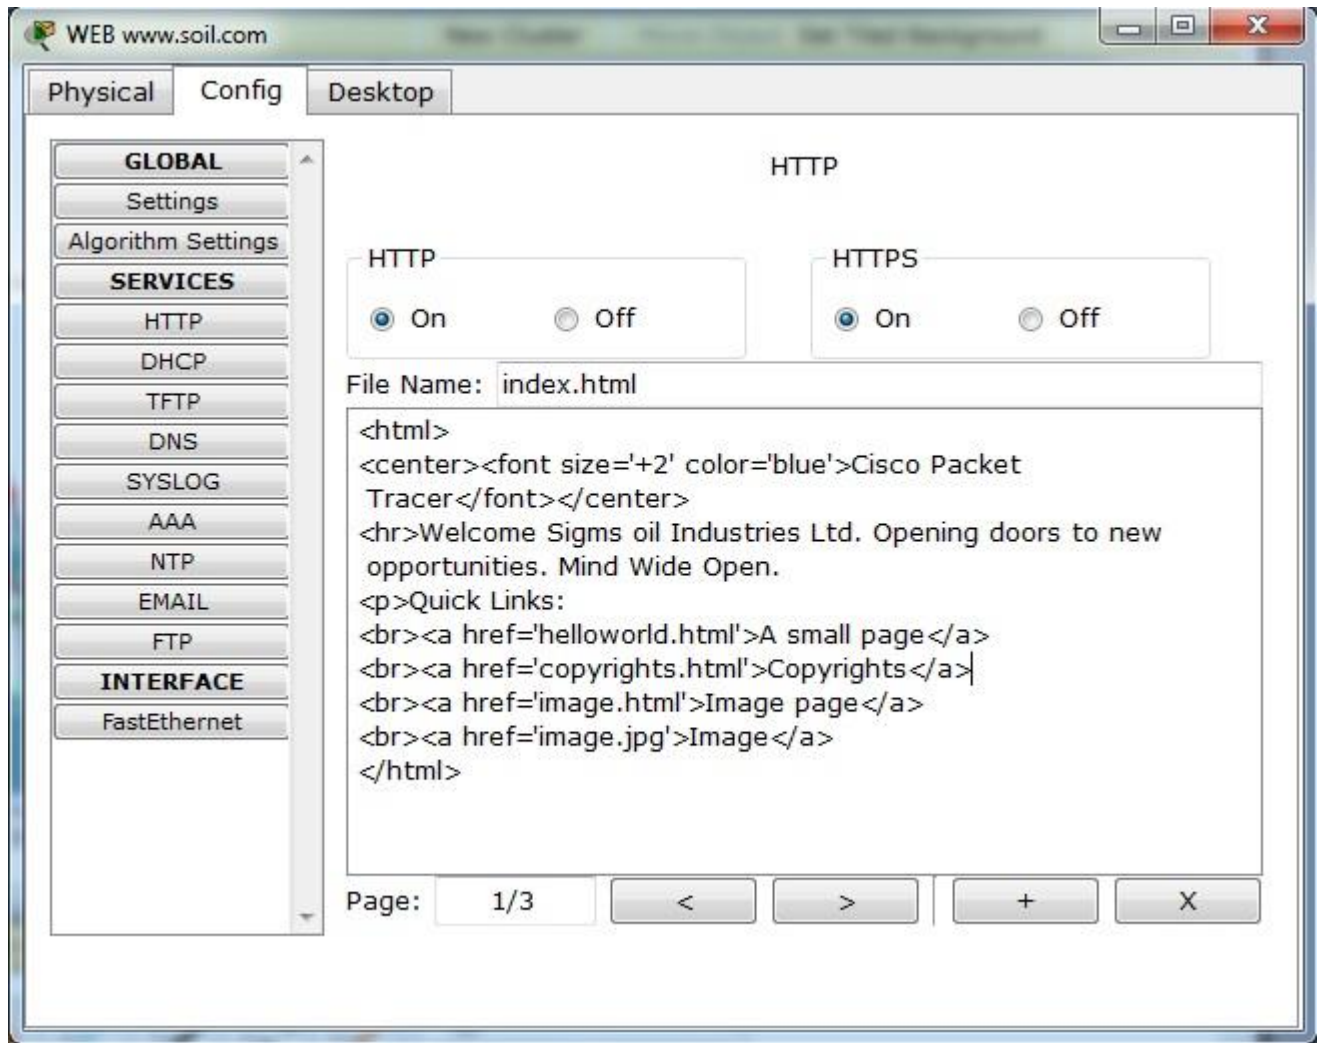 WEB www.soil.com
Physical
Config
Desktop
GLOBAL
Settings
Algorithm Settings
SERVICES
HTTP
DHCP
TFTP
DNS
SYSLOG
AAA
NTP
EMAIL
FTP
INTERFACE
FastEthernet
HTTP
HTTP
On
Off
HTTPS
On
Off
File Name: index.html
<html>
<center><font size='+2' color='blue'>Cisco Packet
Tracer</font></center>
<hr>Welcome Sigms oil Industries Ltd. Opening doors to new
opportunities. Mind Wide Open.
<p>Quick Links:
<br><a href='helloworld.html'>A small page</a>
<br><a href='copyrights.html'>Copyrights</a>
<br><a href='image.html'>Image page</a>
<br><a href='image.jpg'>Image</a>
</html>
Page: 1/3 < > + X